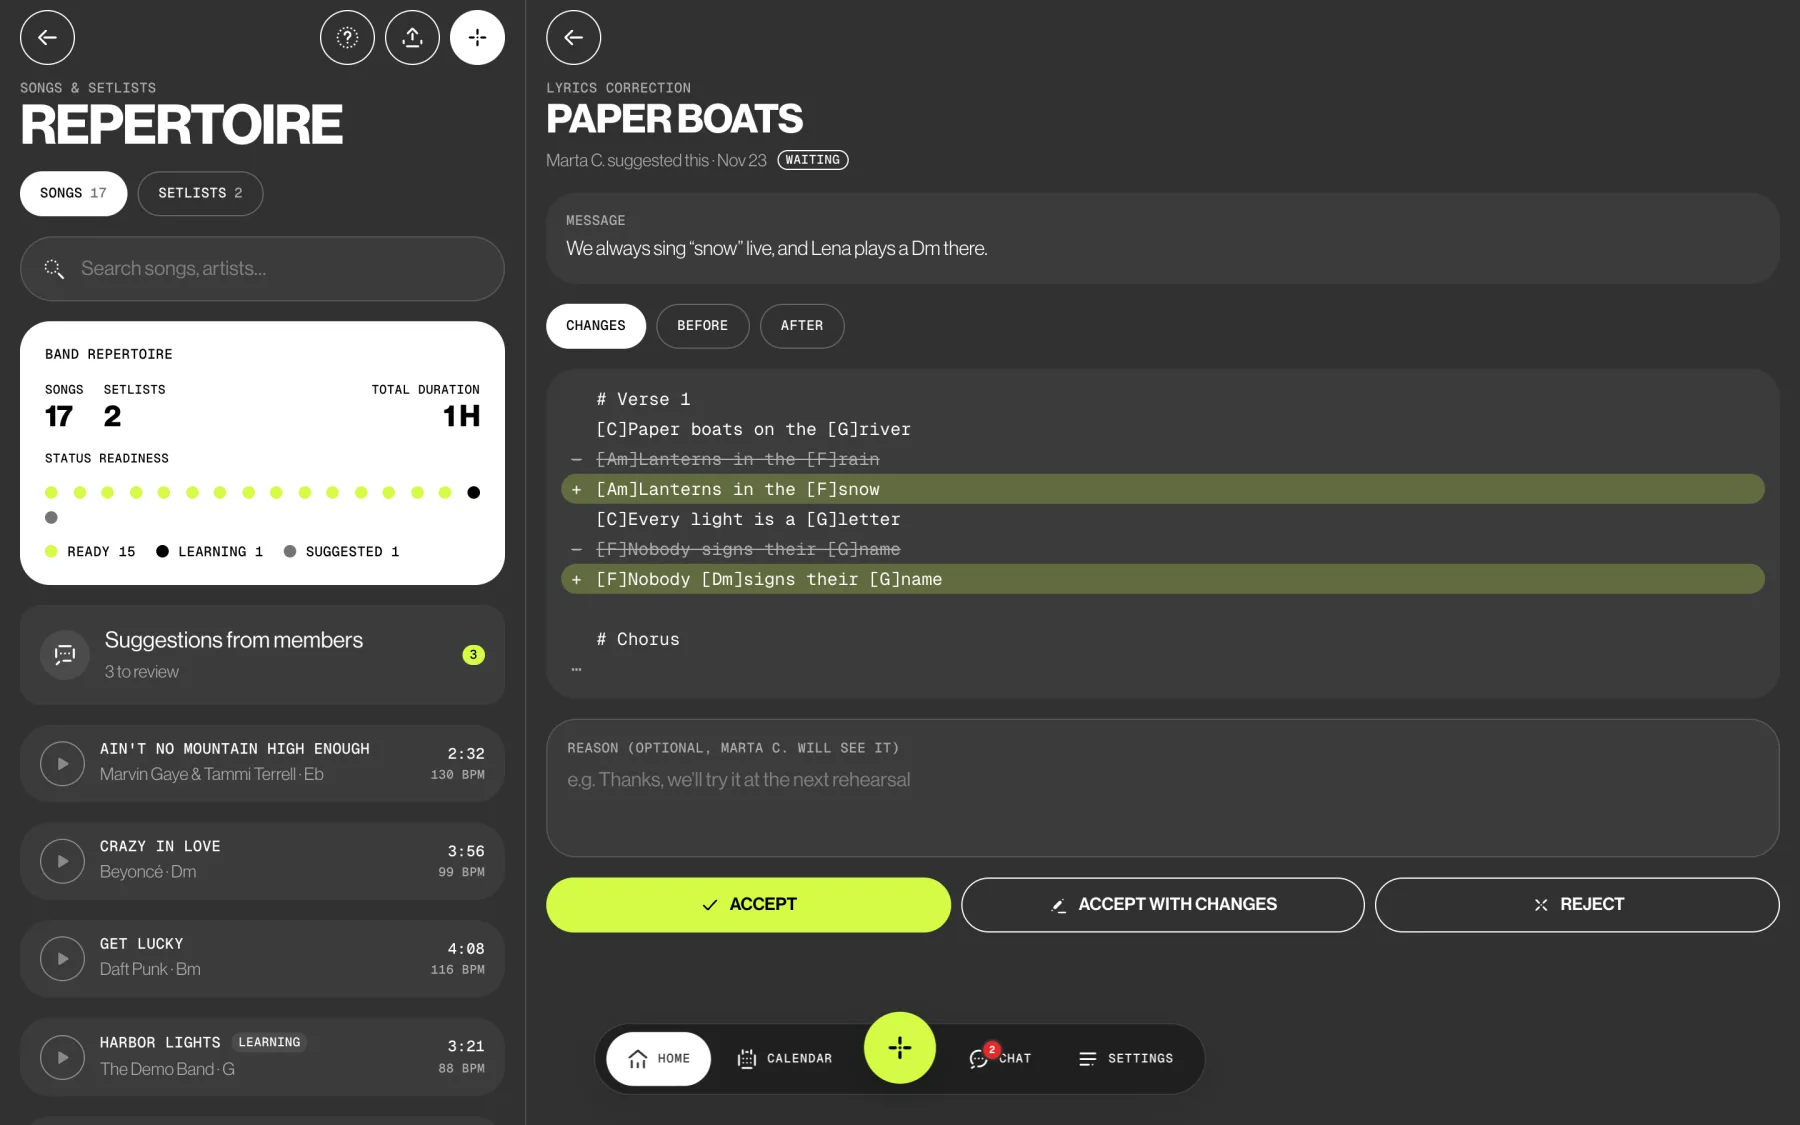 SONGS & SETLISTS
REPERTOIRE
SONGS 17
SETLISTS 2
Search songs, artists...
BAND REPERTOIRE
SONGS SETLISTS TOTAL DURATION
17 2 1H
STATUS READINESS
READY 15 LEARNING 1 SUGGESTED 1
Suggestions from members
3 to review
3
AIN'T NO MOUNTAIN HIGH ENOUGH 2:32
Marvin Gaye & Tammi Terrell · Eb 130 BPM
CRAZY IN LOVE 3:56
Beyoncé · Dm 99 BPM
GET LUCKY 4:08
Daft Punk · Bm 116 BPM
HARBOR LIGHTS LEARNING 3:21
The Demo Band · G 88 BPM
LYRICS CORRECTION
PAPER BOATS
Marta C. suggested this · Nov 23 WAITING
MESSAGE
We always sing “snow” live, and Lena plays a Dm there.
CHANGES BEFORE AFTER
# Verse 1
[C]Paper boats on the [G]river
– [Am]Lanterns in the [F]rain
+ [Am]Lanterns in the [F]snow
[C]Every light is a [G]letter
– [F]Nobody signs their [G]name
+ [F]Nobody [Dm]signs their [G]name
# Chorus
…
REASON (OPTIONAL, MARTA C. WILL SEE IT)
e.g. Thanks, we'll try it at the next rehearsal
ACCEPT
ACCEPT WITH CHANGES
REJECT
HOME
CALENDAR
2
CHAT
SETTINGS